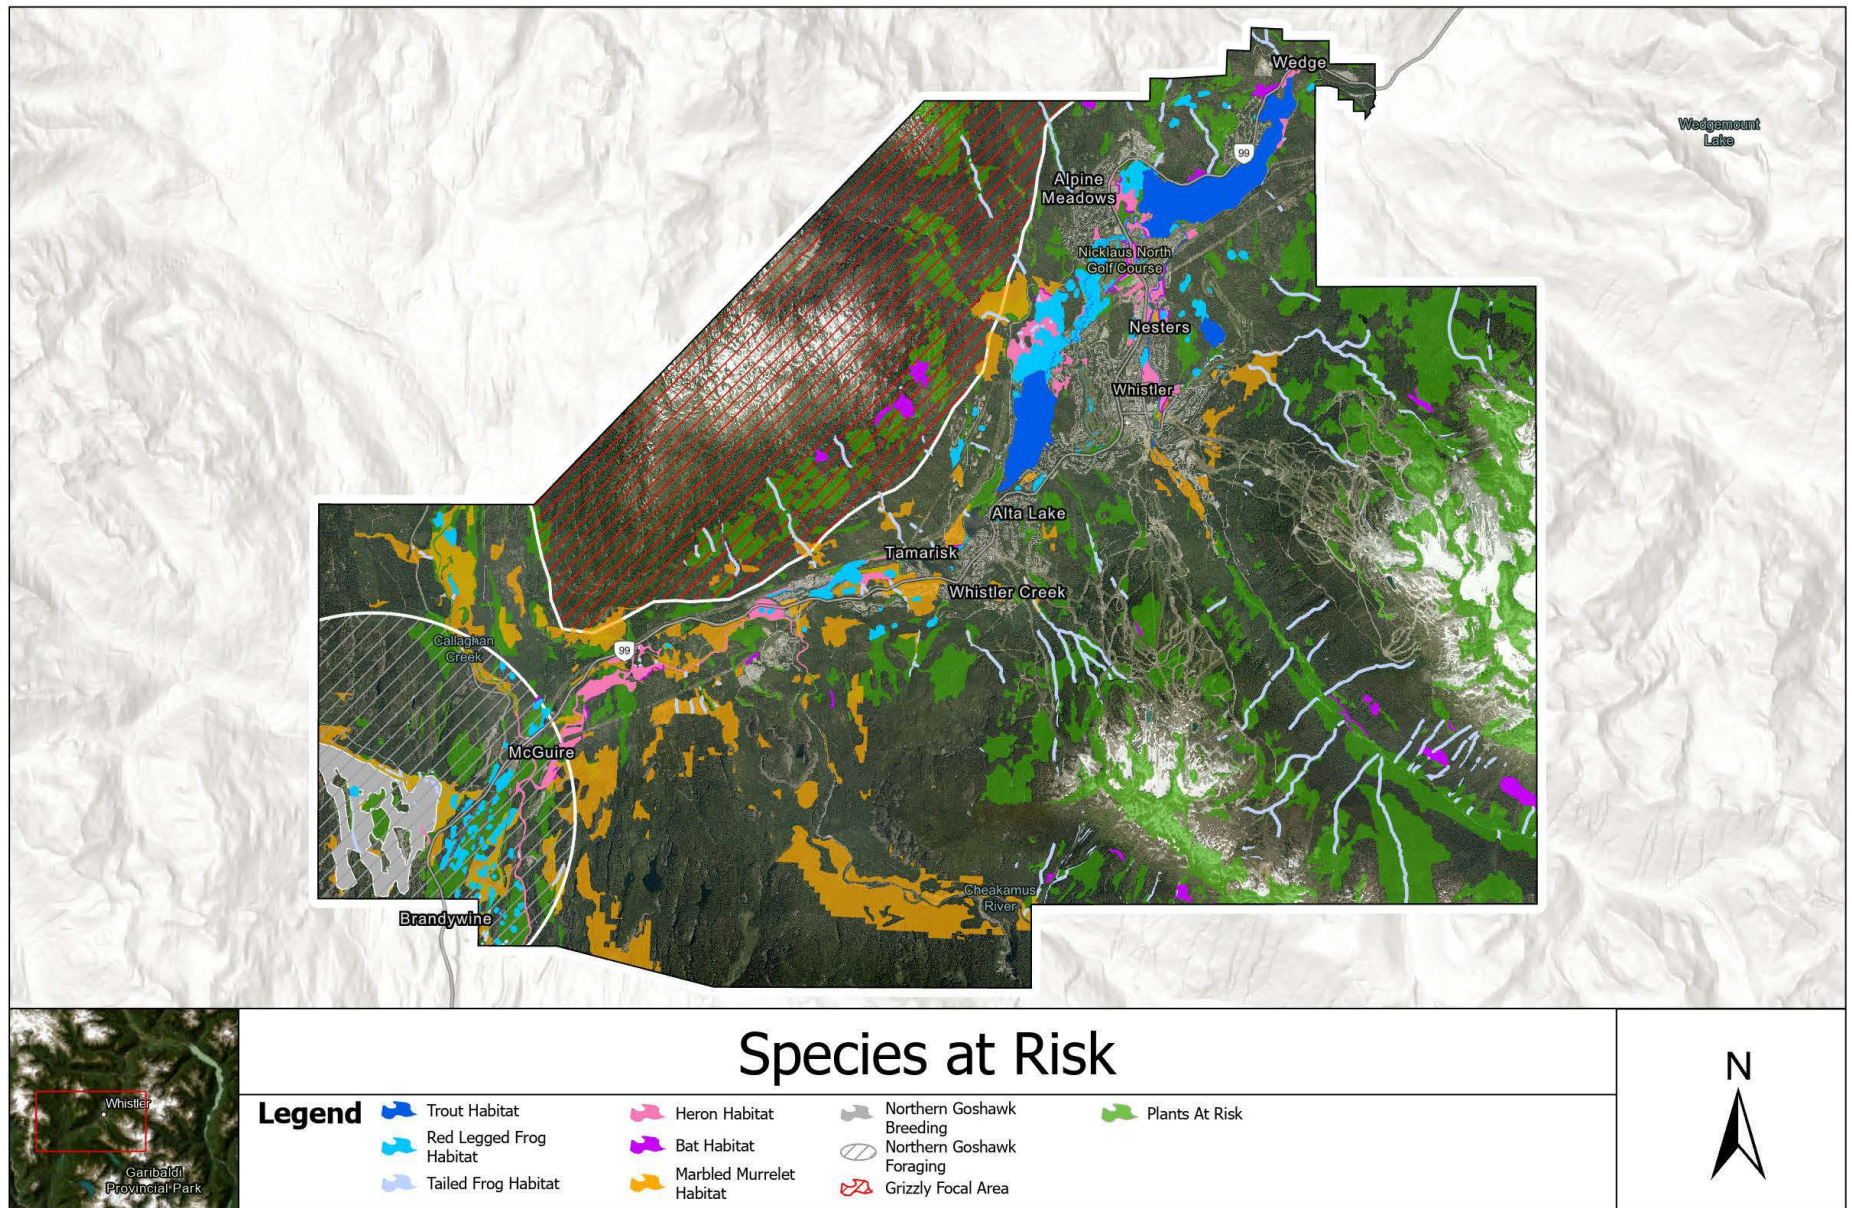 Wedge
Wedgemount
Lake
99
Alpine
Meadows
Nicklaus North
Golf Course
Nesters
Whistler
Alta Lake
Tamarisk
Whistler Creek
Callaghan
Creek
99
McGuire
Cheakamus
River
Brandywine
Species at Risk
Whistler
Garibaldi
Provincial Park
Legend
Trout Habitat
Red Legged Frog
Habitat
Tailed Frog Habitat
Heron Habitat
Bat Habitat
Marbled Murrelet
Habitat
Northern Goshawk
Breeding
Northern Goshawk
Foraging
Grizzly Focal Area
Plants At Risk
N